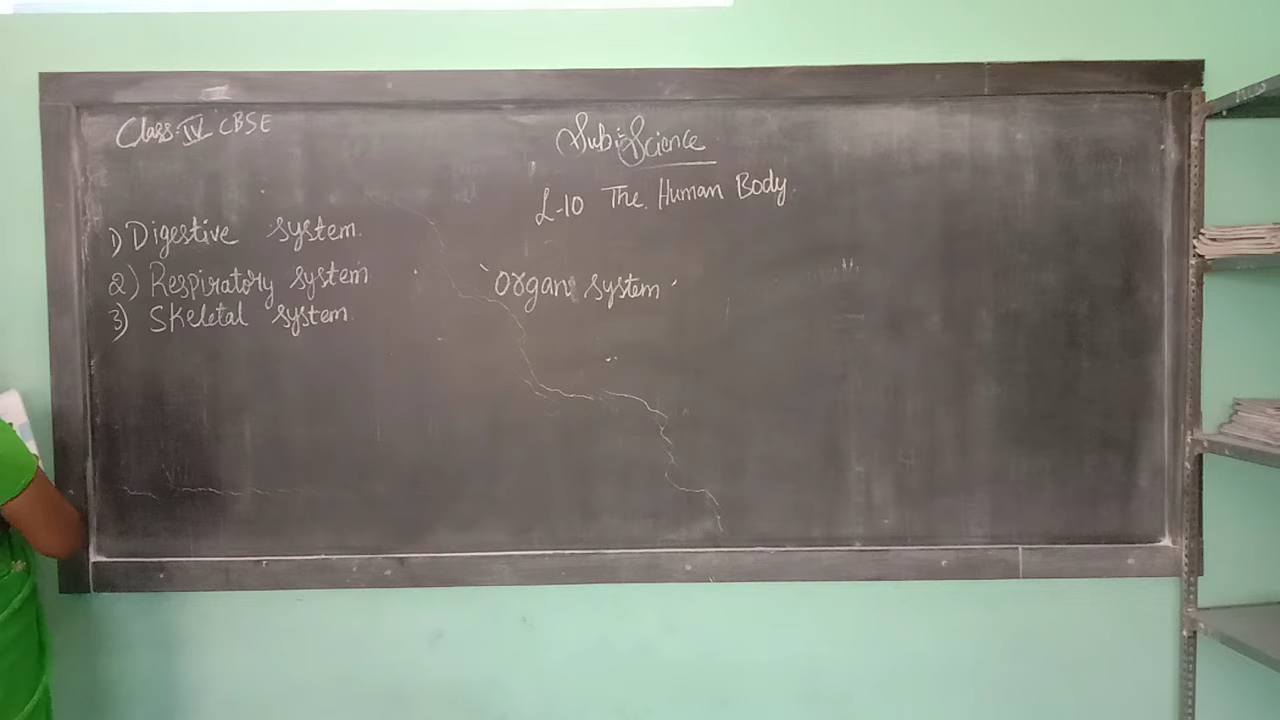 Class:- IV CBSE
Sub:- Science
L-10 The Human Body.
1) Digestive system.
2) Respiratory system
3) Skeletal system.
`Organ system'